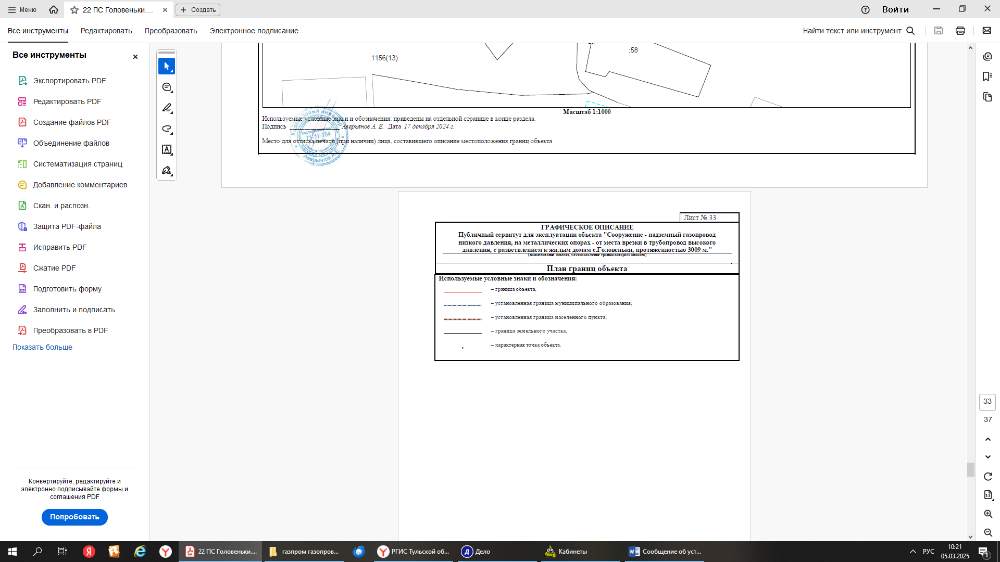 Меню
22 ПС Головеньки....
Создать
Войти
Все инструменты
Редактировать
Преобразовать
Электронное подписание
Найти текст или инструмент
Все инструменты
Экспортировать PDF
Редактировать PDF
Создание файлов PDF
Объединение файлов
Систематизация страниц
Добавление комментариев
Скан. и распозн.
Защита PDF-файла
Исправить PDF
Сжатие PDF
Подготовить форму
Заполнить и подписать
Преобразовать в PDF
Показать больше
Конвертируйте, редактируйте и
электронно подписывайте формы и
соглашения PDF
Попробовать
:1156(13)
:58
Масштаб 1:1000
Используемые условные знаки и обозначения: приведены на отдельной странице в конце раздела.
Подпись Аверьянов А. Е. Дата 17 декабря 2024 г.
Место для оттиска печати (при наличии) лица, составившего описание местоположения границ объекта
Кадастровый инженер
71-11-154
Аверьянов А.Е.
Лист № 33
ГРАФИЧЕСКОЕ ОПИСАНИЕ
Публичный сервитут для эксплуатации объекта "Сооружение - надземный газопровод
низкого давления, на металлических опорах - от места врезки в трубопровод высокого
давления, с разветвлением к жилым домам с.Головеньки, протяженностью 3009 м."
(наименование объекта, местоположение границ которого описано)
План границ объекта
Используемые условные знаки и обозначения:
– граница объекта,
– установленная граница муниципального образования,
– установленная граница населенного пункта,
– граница земельного участка,
– характерная точка объекта.
33
37
22 ПС Головеньки....
газпром газопров...
РГИС Тульской об...
Дело
Кабинеты
Сообщение об уст...
РУС
10:21
05.03.2025
1